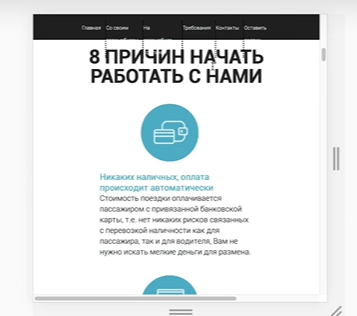 Главная Со своим На Требования Контакты Оставить
8 ПРИЧИН НАЧАТЬ
РАБОТАТЬ С НАМИ
Никаких наличных, оплата
происходит автоматически
Стоимость поездки оплачивается
пассажиром с привязанной банковской
карты, т.е. нет никаких рисков связанных
с перевозкой наличности как для
пассажира, так и для водителя, Вам не
нужно искать мелкие деньги для размена.